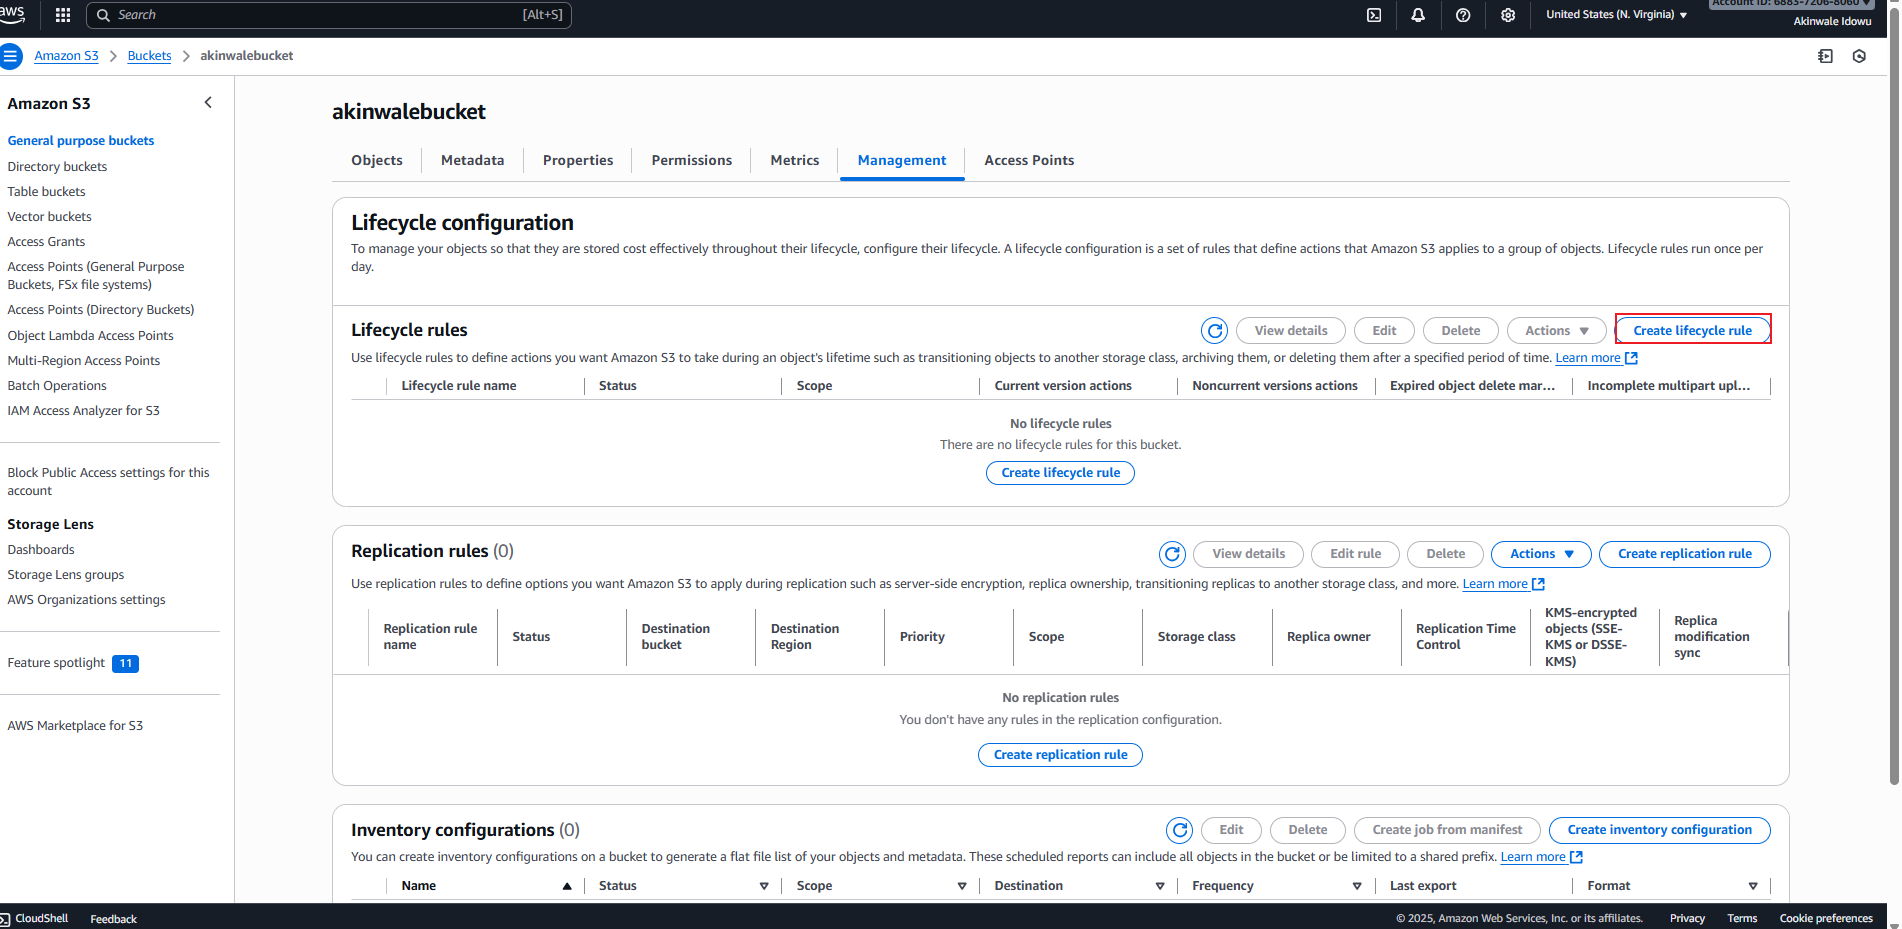 aws
Search
[Alt+S]
United States (N. Virginia)
Account ID: 6883-7206-8060
Akinwale Idowu
Amazon S3
Buckets
akinwalebucket
Amazon S3
General purpose buckets
Directory buckets
Table buckets
Vector buckets
Access Grants
Access Points (General Purpose
Buckets, FSx file systems)
Access Points (Directory Buckets)
Object Lambda Access Points
Multi-Region Access Points
Batch Operations
IAM Access Analyzer for S3
Block Public Access settings for this
account
Storage Lens
Dashboards
Storage Lens groups
AWS Organizations settings
Feature spotlight 11
AWS Marketplace for S3
akinwalebucket
Objects Metadata Properties Permissions Metrics Management Access Points
Lifecycle configuration
To manage your objects so that they are stored cost effectively throughout their lifecycle, configure their lifecycle. A lifecycle configuration is a set of rules that define actions that Amazon S3 applies to a group of objects. Lifecycle rules run once per
day.
Lifecycle rules
View details Edit Delete Actions Create lifecycle rule
Use lifecycle rules to define actions you want Amazon S3 to take during an object's lifetime such as transitioning objects to another storage class, archiving them, or deleting them after a specified period of time. Learn more
Lifecycle rule name Status Scope Current version actions Noncurrent versions actions Expired object delete mar... Incomplete multipart upl...
No lifecycle rules
There are no lifecycle rules for this bucket.
Create lifecycle rule
Replication rules (0)
View details Edit rule Delete Actions Create replication rule
Use replication rules to define options you want Amazon S3 to apply during replication such as server-side encryption, replica ownership, transitioning replicas to another storage class, and more. Learn more
Replication rule
name
Status
Destination
bucket
Destination
Region
Priority
Scope
Storage class
Replica owner
Replication Time
Control
KMS-encrypted
objects (SSE-
KMS or DSSE-
KMS)
Replica
modification
sync
No replication rules
You don't have any rules in the replication configuration.
Create replication rule
Inventory configurations (0)
Edit Delete Create job from manifest Create inventory configuration
You can create inventory configurations on a bucket to generate a flat file list of your objects and metadata. These scheduled reports can include all objects in the bucket or be limited to a shared prefix. Learn more
Name Status Scope Destination Frequency Last export Format
CloudShell Feedback © 2025, Amazon Web Services, Inc. or its affiliates. Privacy Terms Cookie preferences